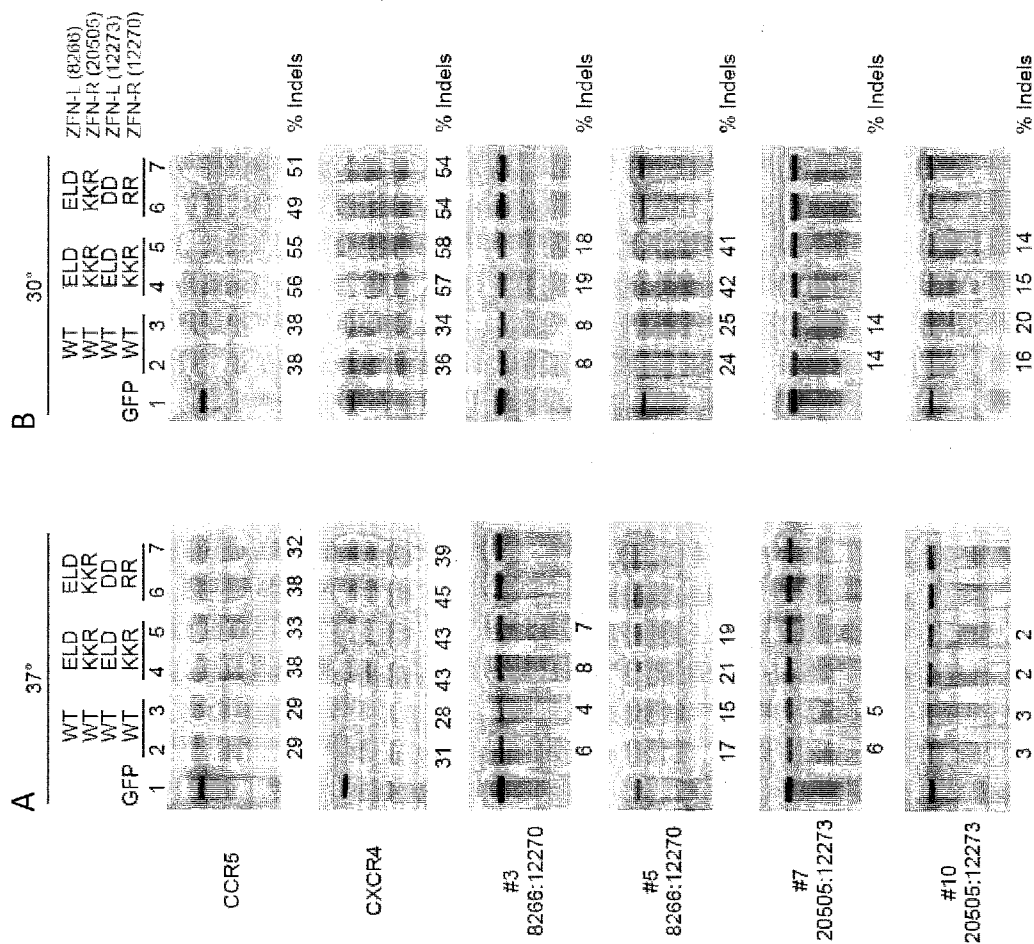 A B
37° 30°
WT ELD ELD WT ELD ELD ZFN-L (8266)
WT KKR KKR WT KKR KKR ZFN-R (20505)
WT ELD DD WT ELD DD ZFN-L (12273)
GFP WT KKR RR GFP WT KKR RR ZFN-R (12270)
1 2 3 4 5 6 7 1 2 3 4 5 6 7
CCR5
29 29 38 33 38 32 38 38 56 55 49 51 % Indels
CXCR4
31 28 43 43 45 39 36 34 57 58 54 54 % Indels
#3
8266:12270
6 4 8 7 8 8 19 18 % Indels
#5
8266:12270
17 15 21 19 24 25 42 41 % Indels
#7
20505:12273
6 5 14 14 % Indels
#10
20505:12273
3 3 2 2 16 20 15 14 % Indels